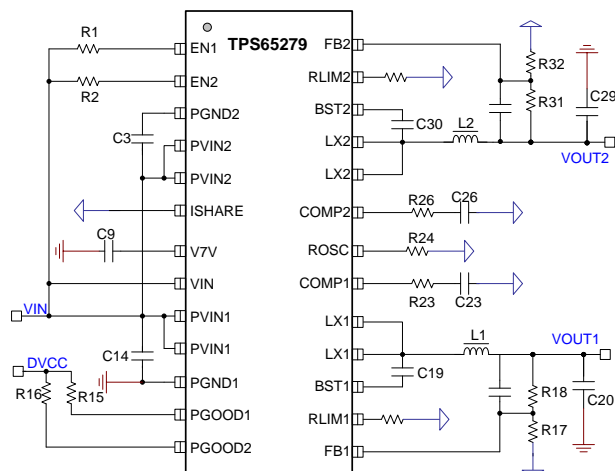 TPS65279
R1
EN1
R2
EN2
PGND2
C3
PVIN2
PVIN2
ISHARE
C9
V7V
VIN
VIN
PVIN1
PVIN1
C14
PGND1
DVCC
R16
R15
PGOOD1
PGOOD2
FB2
R32
RLIM2
R31
C29
BST2
C30
LX2
L2
VOUT2
LX2
COMP2
R26
C26
ROSC
R24
COMP1
R23
C23
LX1
L1
VOUT1
LX1
C19
BST1
R18
C20
RLIM1
R17
FB1